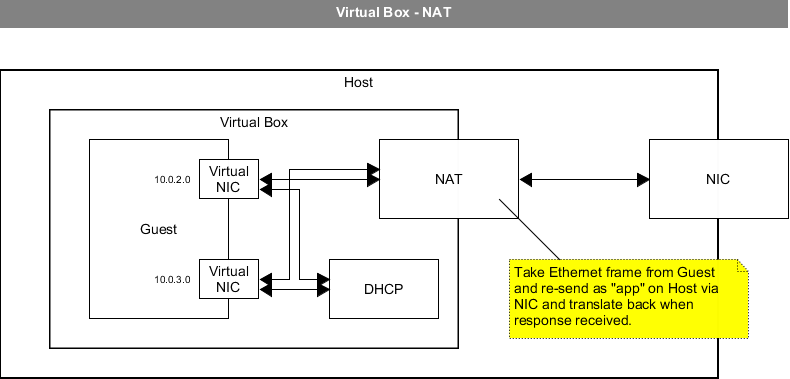 Virtual Box - NAT
Host
Virtual Box
Virtual
NIC
10.0.2.0
NAT
NIC
Guest
Virtual
NIC
10.0.3.0
DHCP
Take Ethernet frame from Guest
and re-send as "app" on Host via
NIC and translate back when
response received.